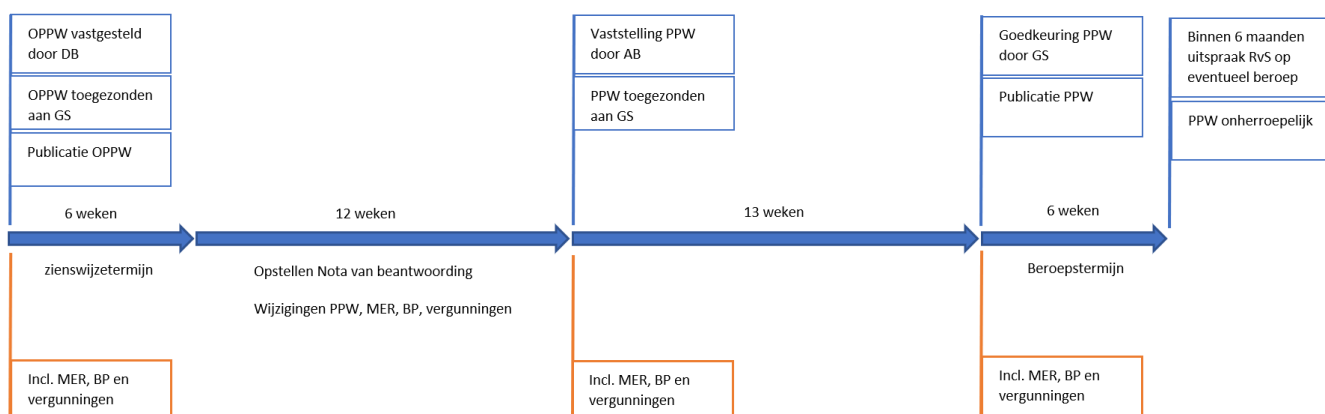 OPPW vastgesteld
door DB
OPPW toegezonden
aan GS
Publicatie OPPW
Vaststelling PPW
door AB
PPW toegezonden
aan GS
Goedkeuring PPW
door GS
Publicatie PPW
Binnen 6 maanden
uitspraak RvS op
eventueel beroep
PPW onherroepelijk
6 weken
12 weken
13 weken
6 weken
zienswijzetermijn
Opstellen Nota van beantwoording
Wijzigingen PPW, MER, BP, vergunningen
Beroepstermijn
Incl. MER, BP en
vergunningen
Incl. MER, BP en
vergunningen
Incl. MER, BP en
vergunningen